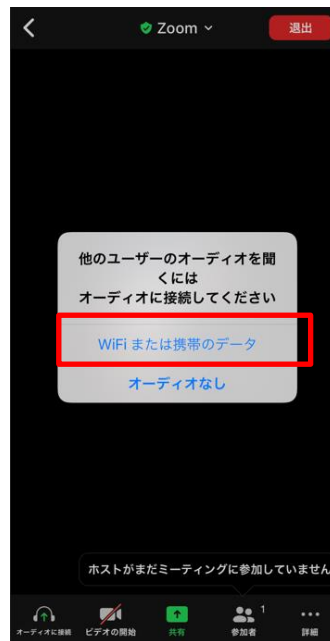 Zoom
退出
他のユーザーのオーディオを聞
くには
オーディオに接続してください
WiFi または携帯のデータ
オーディオなし
ホストがまだミーティングに参加していません
オーディオに接続 ビデオの開始 共有 参加者 1 詳細